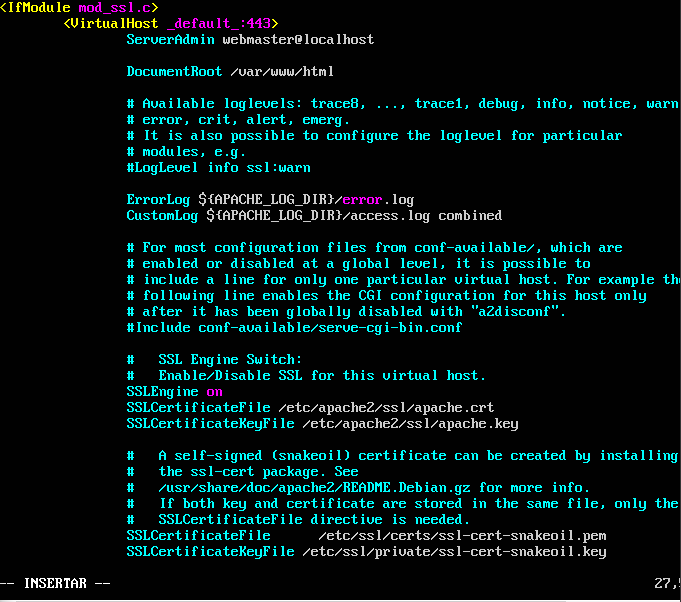 <IfModule mod_ssl.c>
<VirtualHost _default_:443>
ServerAdmin webmaster@localhost
DocumentRoot /var/www/html
# Available loglevels: trace8, ..., trace1, debug, info, notice, warn
# error, crit, alert, emerg.
# It is also possible to configure the loglevel for particular
# modules, e.g.
#LogLevel info ssl:warn
ErrorLog ${APACHE_LOG_DIR}/error.log
CustomLog ${APACHE_LOG_DIR}/access.log combined
# For most configuration files from conf-available/, which are
# enabled or disabled at a global level, it is possible to
# include a line for only one particular virtual host. For example the
# following line enables the CGI configuration for this host only
# after it has been globally disabled with "a2disconf".
#Include conf-available/serve-cgi-bin.conf
#   SSL Engine Switch:
#   Enable/Disable SSL for this virtual host.
SSLEngine on
SSLCertificateFile /etc/apache2/ssl/apache.crt
SSLCertificateKeyFile /etc/apache2/ssl/apache.key
#   A self-signed (snakeoil) certificate can be created by installing
#   the ssl-cert package. See
#   /usr/share/doc/apache2/README.Debian.gz for more info.
#   If both key and certificate are stored in the same file, only the
#   SSLCertificateFile directive is needed.
SSLCertificateFile      /etc/ssl/certs/ssl-cert-snakeoil.pem
SSLCertificateKeyFile /etc/ssl/private/ssl-cert-snakeoil.key
-- INSERTAR -- 27,